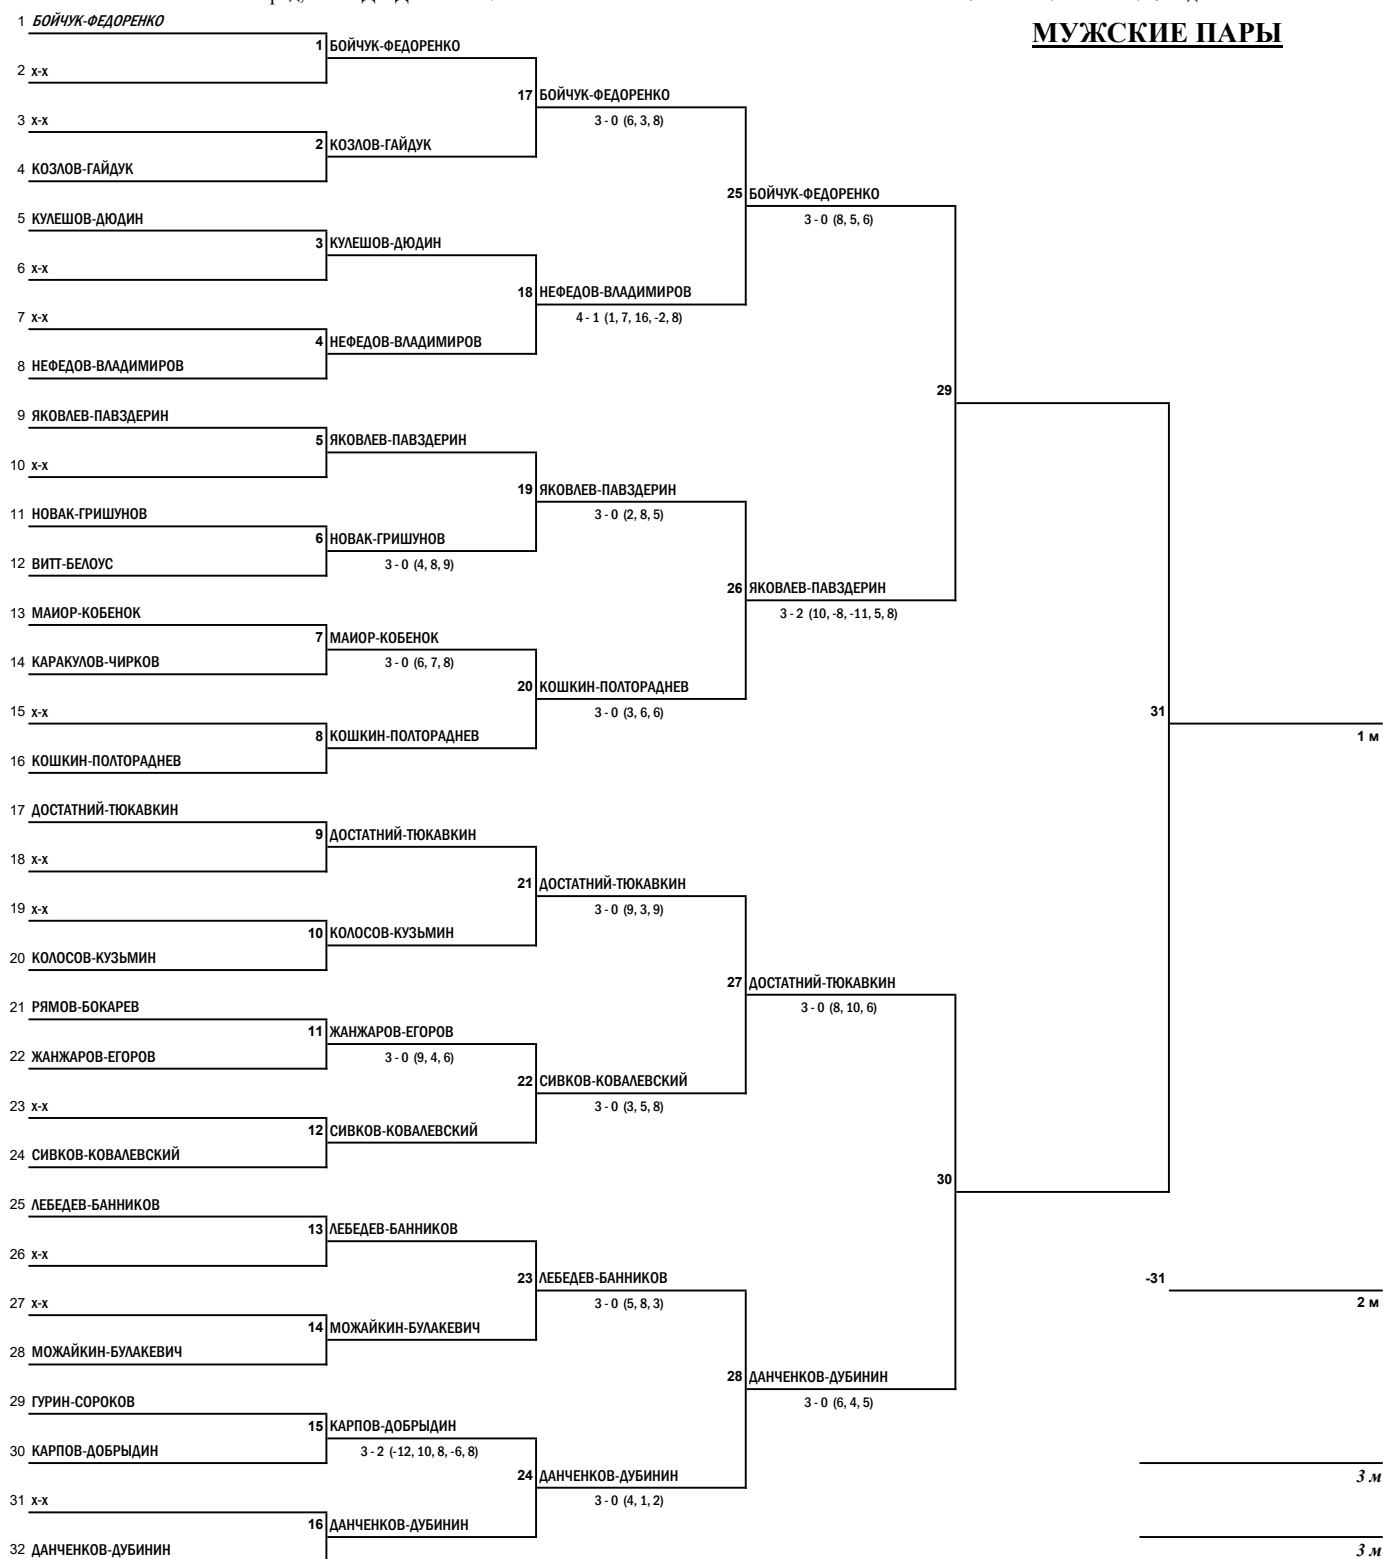 МУЖСКИЕ ПАРЫ
1 БОЙЧУК-ФЕДОРЕНКО
1 БОЙЧУК-ФЕДОРЕНКО
2 х-х
17 БОЙЧУК-ФЕДОРЕНКО
3 - 0 (6, 3, 8)
3 х-х
2 КОЗЛОВ-ГАЙДУК
4 КОЗЛОВ-ГАЙДУК
25 БОЙЧУК-ФЕДОРЕНКО
3 - 0 (8, 5, 6)
5 КУЛЕШОВ-ДЮДИН
3 КУЛЕШОВ-ДЮДИН
6 х-х
18 НЕФЕДОВ-ВЛАДИМИРОВ
4 - 1 (1, 7, 16, -2, 8)
7 х-х
4 НЕФЕДОВ-ВЛАДИМИРОВ
8 НЕФЕДОВ-ВЛАДИМИРОВ
29
9 ЯКОВЛЕВ-ПАВЗДЕРИН
5 ЯКОВЛЕВ-ПАВЗДЕРИН
10 х-х
19 ЯКОВЛЕВ-ПАВЗДЕРИН
3 - 0 (2, 8, 5)
11 НОВАК-ГРИШУНОВ
6 НОВАК-ГРИШУНОВ
3 - 0 (4, 8, 9)
12 ВИТТ-БЕЛОУС
26 ЯКОВЛЕВ-ПАВЗДЕРИН
3 - 2 (10, -8, -11, 5, 8)
13 МАИОР-КОБЕНОК
7 МАИОР-КОБЕНОК
3 - 0 (6, 7, 8)
14 КАРАКУЛОВ-ЧИРКОВ
20 КОШКИН-ПОЛТОРАДНЕВ
3 - 0 (3, 6, 6)
15 х-х
8 КОШКИН-ПОЛТОРАДНЕВ
16 КОШКИН-ПОЛТОРАДНЕВ
31
1 м
17 ДОСТАТНИЙ-ТЮКАВКИН
9 ДОСТАТНИЙ-ТЮКАВКИН
18 х-х
21 ДОСТАТНИЙ-ТЮКАВКИН
3 - 0 (9, 3, 9)
19 х-х
10 КОЛОСОВ-КУЗЬМИН
20 КОЛОСОВ-КУЗЬМИН
27 ДОСТАТНИЙ-ТЮКАВКИН
3 - 0 (8, 10, 6)
21 РЯМОВ-БОКАРЕВ
11 ЖАНЖАРОВ-ЕГОРОВ
3 - 0 (9, 4, 6)
22 ЖАНЖАРОВ-ЕГОРОВ
22 СИВКОВ-КОВАЛЕВСКИЙ
3 - 0 (3, 5, 8)
23 х-х
12 СИВКОВ-КОВАЛЕВСКИЙ
24 СИВКОВ-КОВАЛЕВСКИЙ
30
25 ЛЕБЕДЕВ-БАННИКОВ
13 ЛЕБЕДЕВ-БАННИКОВ
26 х-х
23 ЛЕБЕДЕВ-БАННИКОВ
3 - 0 (5, 8, 3)
-31
2 м
27 х-х
14 МОЖАЙКИН-БУЛАКЕВИЧ
28 МОЖАЙКИН-БУЛАКЕВИЧ
28 ДАНЧЕНКОВ-ДУБИНИН
3 - 0 (6, 4, 5)
29 ГУРИН-СОРОКОВ
15 КАРПОВ-ДОБРЫДИН
3 - 2 (-12, 10, 8, -6, 8)
30 КАРПОВ-ДОБРЫДИН
24 ДАНЧЕНКОВ-ДУБИНИН
3 - 0 (4, 1, 2)
3 м
31 х-х
16 ДАНЧЕНКОВ-ДУБИНИН
32 ДАНЧЕНКОВ-ДУБИНИН
3 м